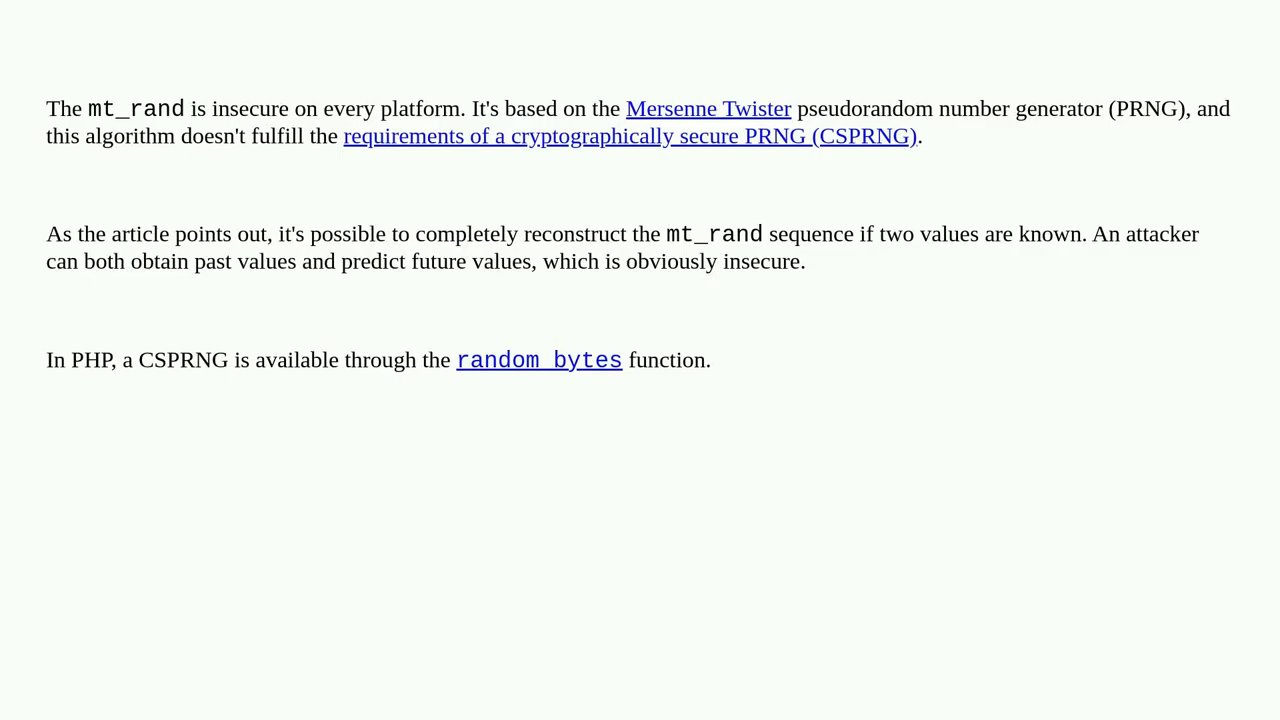 The mt_rand is insecure on every platform. It's based on the Mersenne Twister pseudorandom number generator (PRNG), and
this algorithm doesn't fulfill the requirements of a cryptographically secure PRNG (CSPRNG).
As the article points out, it's possible to completely reconstruct the mt_rand sequence if two values are known. An attacker
can both obtain past values and predict future values, which is obviously insecure.
In PHP, a CSPRNG is available through the random_bytes function.